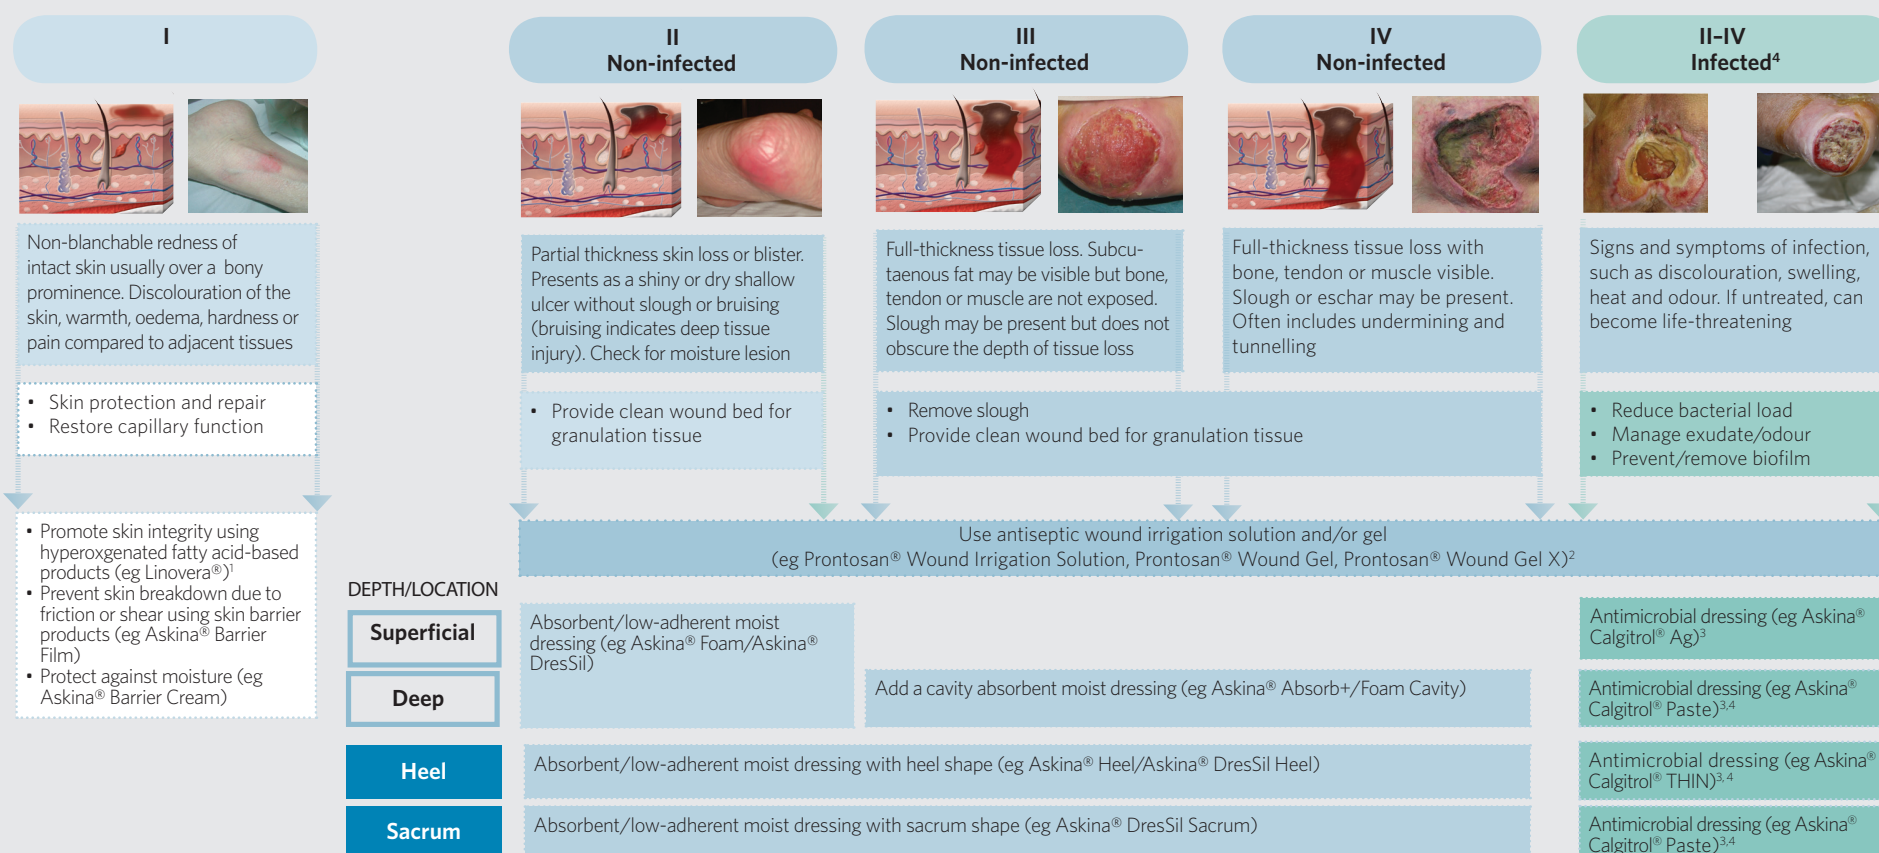 I
Non-blanchable redness of
intact skin usually over a bony
prominence. Discolouration of the
skin, warmth, oedema, hardness or
pain compared to adjacent tissues
• Skin protection and repair
• Restore capillary function
• Promote skin integrity using
hyperoxgenated fatty acid-based
products (eg Linovera®)¹
• Prevent skin breakdown due to
friction or shear using skin barrier
products (eg Askina® Barrier
Film)
• Protect against moisture (eg
Askina® Barrier Cream)
II
Non-infected
Partial thickness skin loss or blister.
Presents as a shiny or dry shallow
ulcer without slough or bruising
(bruising indicates deep tissue
injury). Check for moisture lesion
• Provide clean wound bed for
granulation tissue
III
Non-infected
Full-thickness tissue loss. Subcu-
taenous fat may be visible but bone,
tendon or muscle are not exposed.
Slough may be present but does not
obscure the depth of tissue loss
IV
Non-infected
Full-thickness tissue loss with
bone, tendon or muscle visible.
Slough or eschar may be present.
Often includes undermining and
tunnelling
• Remove slough
• Provide clean wound bed for granulation tissue
II–IV
Infected⁴
Signs and symptoms of infection,
such as discolouration, swelling,
heat and odour. If untreated, can
become life-threatening
• Reduce bacterial load
• Manage exudate/odour
• Prevent/remove biofilm
Use antiseptic wound irrigation solution and/or gel
(eg Prontosan® Wound Irrigation Solution, Prontosan® Wound Gel, Prontosan® Wound Gel X)²
DEPTH/LOCATION
Superficial
Absorbent/low-adherent moist
dressing (eg Askina® Foam/Askina®
DresSil)
Antimicrobial dressing (eg Askina®
Calgitrol® Ag)³
Deep
Add a cavity absorbent moist dressing (eg Askina® Absorb+/Foam Cavity)
Antimicrobial dressing (eg Askina®
Calgitrol® Paste)³,⁴
Heel
Absorbent/low-adherent moist dressing with heel shape (eg Askina® Heel/Askina® DresSil Heel)
Antimicrobial dressing (eg Askina®
Calgitrol® THIN)³,⁴
Sacrum
Absorbent/low-adherent moist dressing with sacrum shape (eg Askina® DresSil Sacrum)
Antimicrobial dressing (eg Askina®
Calgitrol® Paste)³,⁴